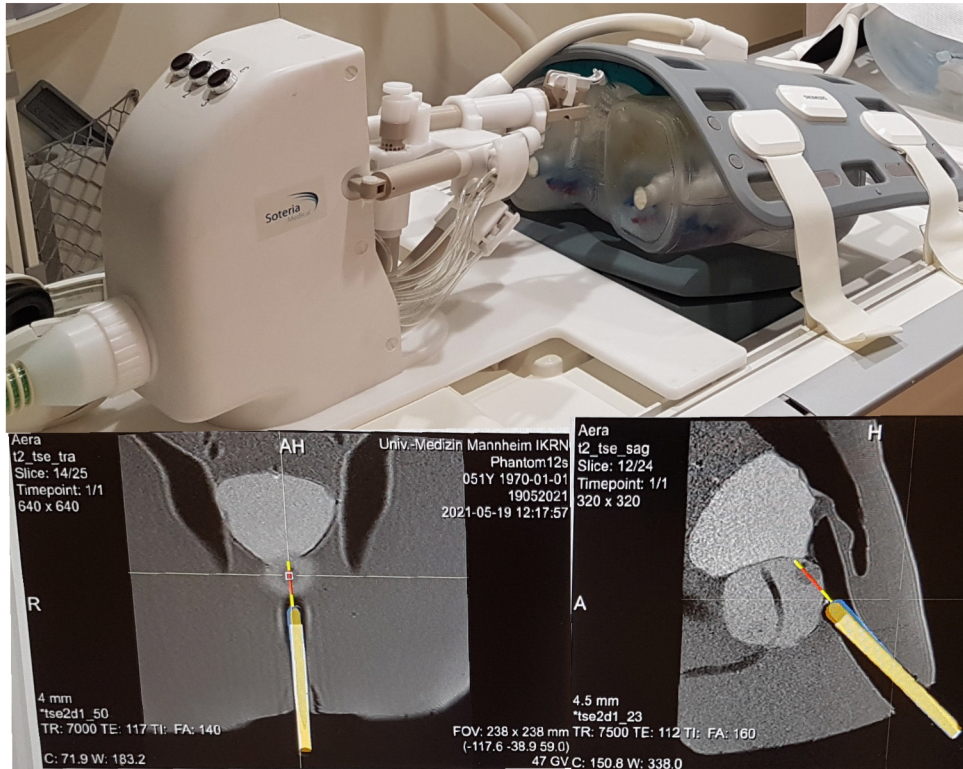 Soteria
Medical
SIEMENS
Aera
t2_tse_tra
Slice: 14/25
Timepoint: 1/1
640 x 640
AH
Univ.-Medizin Mannheim IKRN
Phantom12s
051Y 1970-01-01
19052021
2021-05-19 12:17:57
R
4 mm
*tse2d1_50
TR: 7000 TE: 117 TI: FA: 140
C: 71.9 W: 183.2
FOV: 238 x 238 mm
(-117.6 -38.9 59.0)
47 GV
Aera
t2_tse_sag
Slice: 12/24
Timepoint: 1/1
320 x 320
H
A
4.5 mm
*tse2d1_23
TR: 7500 TE: 112 TI: FA: 160
C: 150.8 W: 338.0